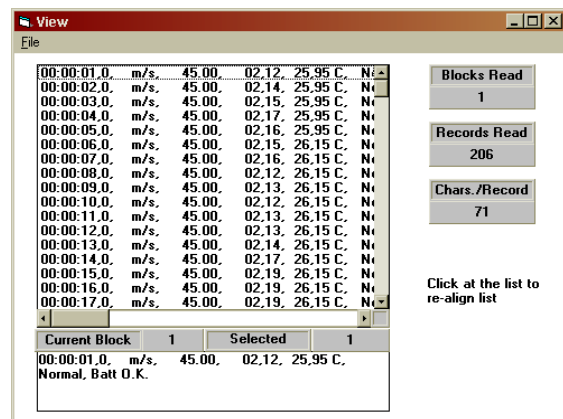 View
File
00:00:01,0, m/s, 45.00, 02,12, 25,95 C,
00:00:02,0, m/s, 45.00, 02,14, 25,95 C,
00:00:03,0, m/s, 45.00, 02,15, 25,95 C,
00:00:04,0, m/s, 45.00, 02,17, 25,95 C,
00:00:05,0, m/s, 45.00, 02,16, 25,95 C,
00:00:06,0, m/s, 45.00, 02,15, 26,15 C,
00:00:07,0, m/s, 45.00, 02,16, 26,15 C,
00:00:08,0, m/s, 45.00, 02,12, 26,15 C,
00:00:09,0, m/s, 45.00, 02,13, 26,15 C,
00:00:10,0, m/s, 45.00, 02,12, 26,15 C,
00:00:11,0, m/s, 45.00, 02,13, 26,15 C,
00:00:12,0, m/s, 45.00, 02,13, 26,15 C,
00:00:13,0, m/s, 45.00, 02,14, 26,15 C,
00:00:14,0, m/s, 45.00, 02,17, 26,15 C,
00:00:15,0, m/s, 45.00, 02,19, 26,15 C,
00:00:16,0, m/s, 45.00, 02,19, 26,15 C,
00:00:17,0, m/s, 45.00, 02,19, 26,15 C,
Blocks Read
1
Records Read
206
Chars./Record
71
Click at the list to
re-align list
Current Block 1 Selected 1
00:00:01,0, m/s, 45.00, 02,12, 25,95 C,
Normal, Batt O.K.